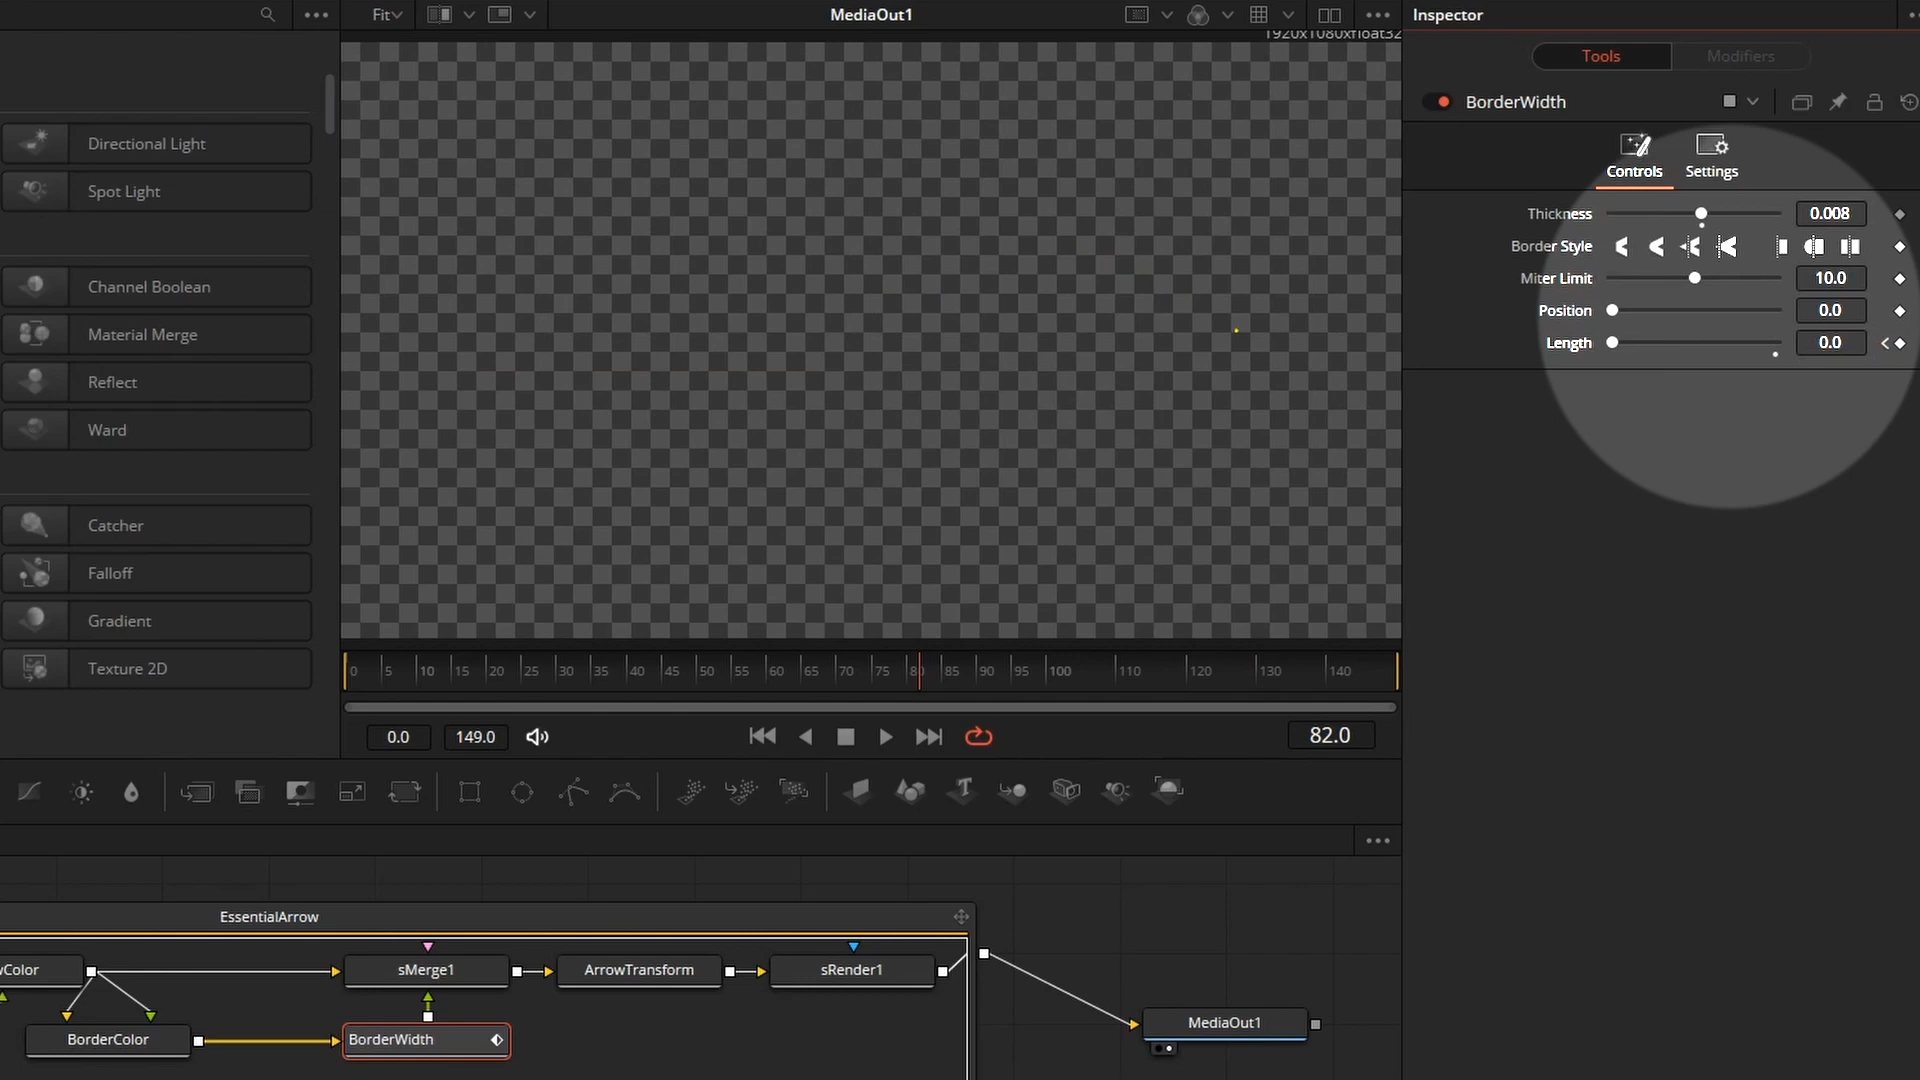 Fit
MediaOut1
Inspector
1920x1080xfloat32
Tools
Modifiers
BorderWidth
Controls
Settings
Thickness
0.008
Border Style
Miter Limit
10.0
Position
0.0
Length
0.0
Directional Light
Spot Light
Channel Boolean
Material Merge
Reflect
Ward
Catcher
Falloff
Gradient
Texture 2D
0 5 10 15 20 25 30 35 40 45 50 55 60 65 70 75 80 85 90 95 100 110 120 130 140
0.0
149.0
82.0
EssentialArrow
wColor
sMerge1
ArrowTransform
sRender1
BorderColor
BorderWidth
MediaOut1